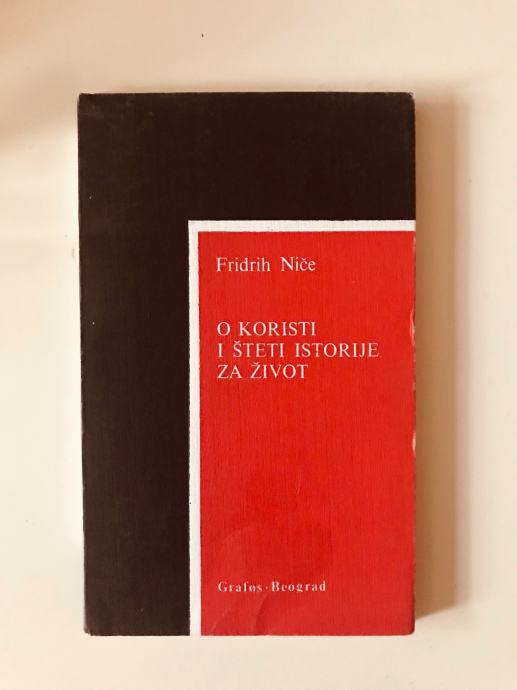 Fridrih Niče
O KORISTI
I ŠTETI ISTORIJE
ZA ŽIVOT
Grafos·Beograd